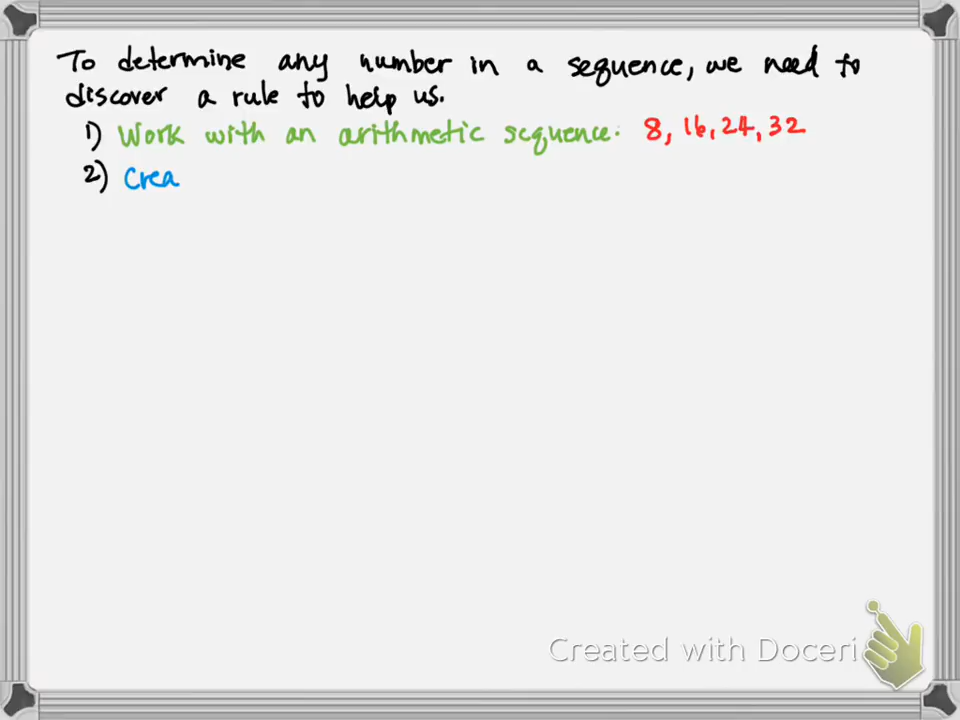 To determine any number in a sequence, we need to
discover a rule to help us.
1) Work with an arithmetic sequence: 8, 16, 24, 32
2) Crea
Created with Doceri